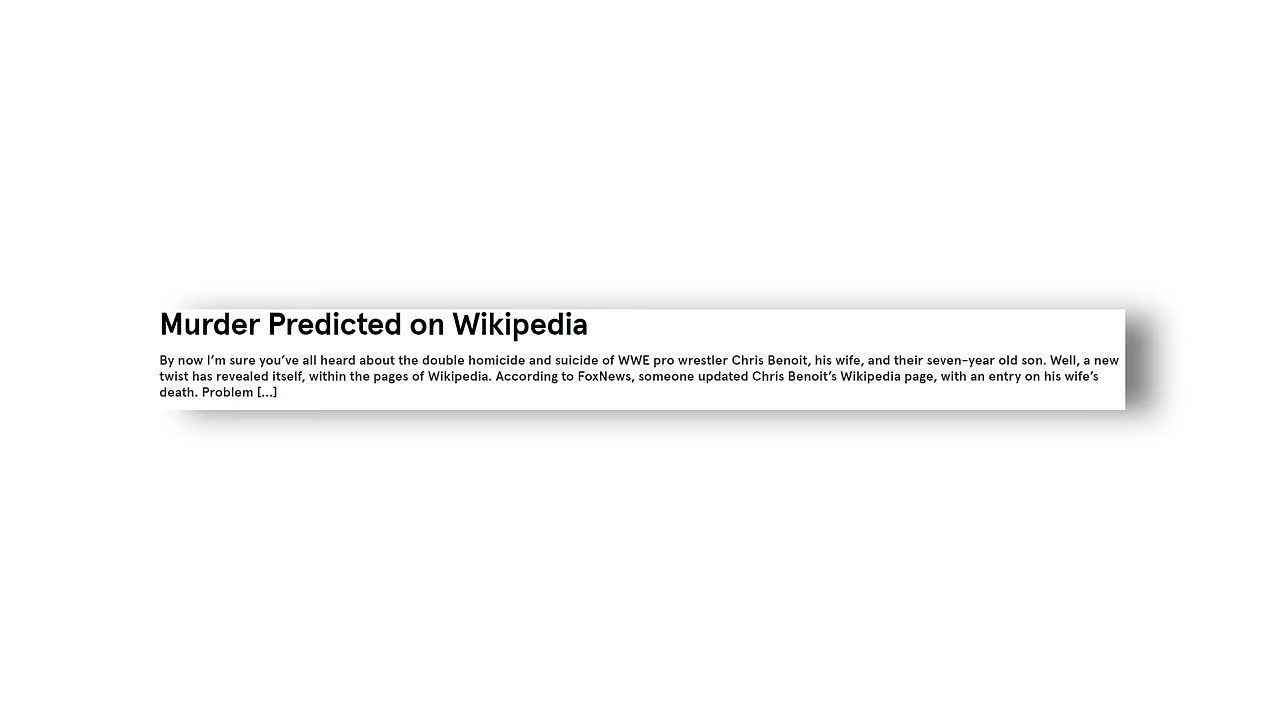 Murder Predicted on Wikipedia
By now I’m sure you’ve all heard about the double homicide and suicide of WWE pro wrestler Chris Benoit, his wife, and their seven-year old son. Well, a new
twist has revealed itself, within the pages of Wikipedia. According to FoxNews, someone updated Chris Benoit’s Wikipedia page, with an entry on his wife’s
death. Problem [...]